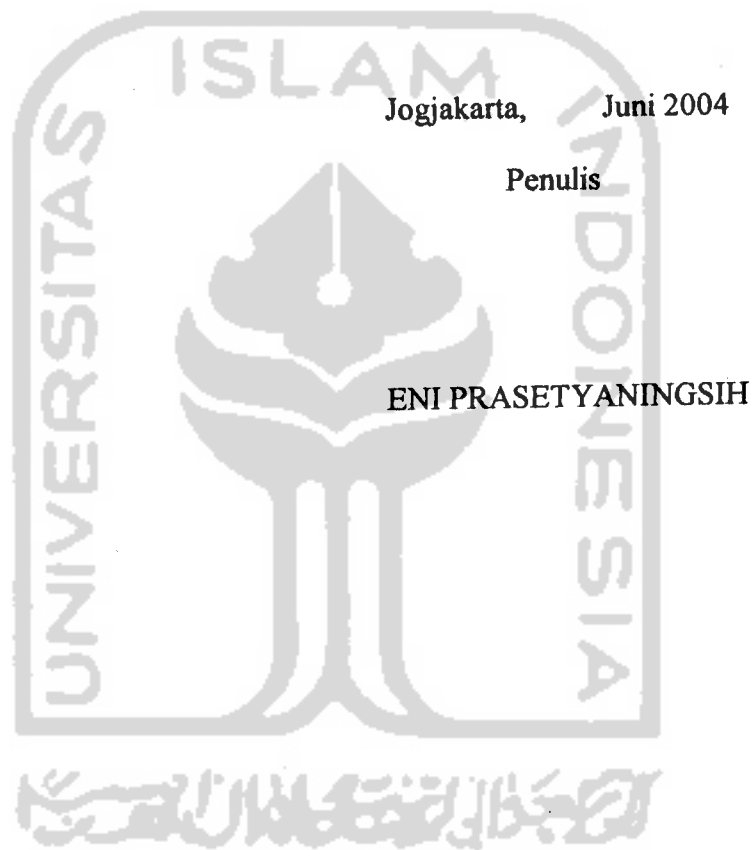 ISLAM
UNIVERSITAS
INDONESIA
Jogjakarta, Juni 2004
Penulis
ENI PRASETYANINGSIH